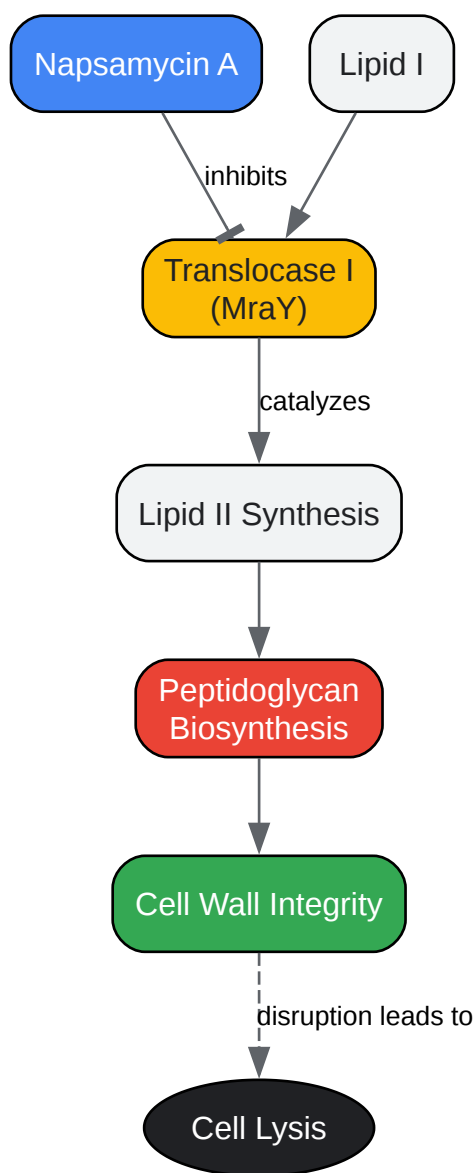 Napsamycin A
Lipid I
inhibits
Translocase I
(MraY)
catalyzes
Lipid II Synthesis
Peptidoglycan
Biosynthesis
Cell Wall Integrity
disruption leads to
Cell Lysis